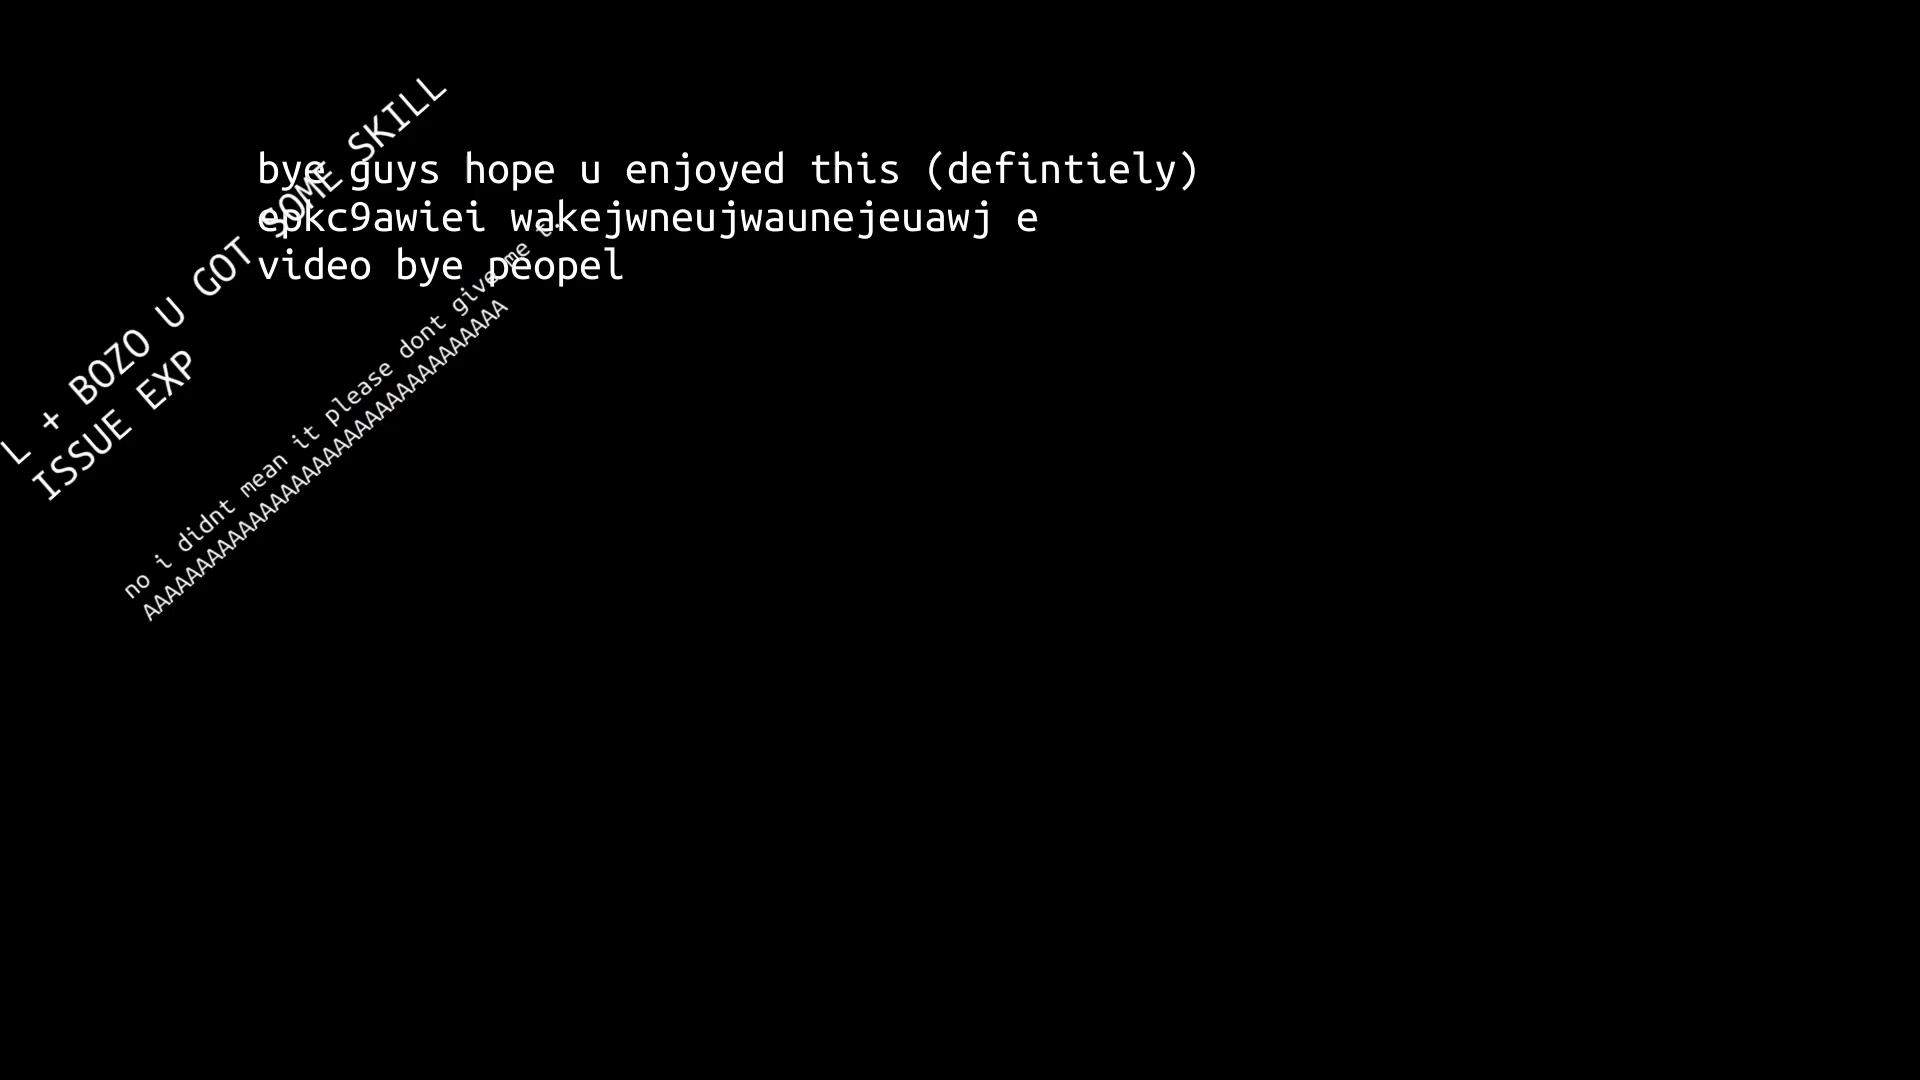 L + BOZO U GOT SOME SKILL
ISSUE EXP
bye guys hope u enjoyed this (defintiely)
epkc9awiei wakejwneujwaunejeuawj e
video bye peopel
no i didnt mean it please dont give me